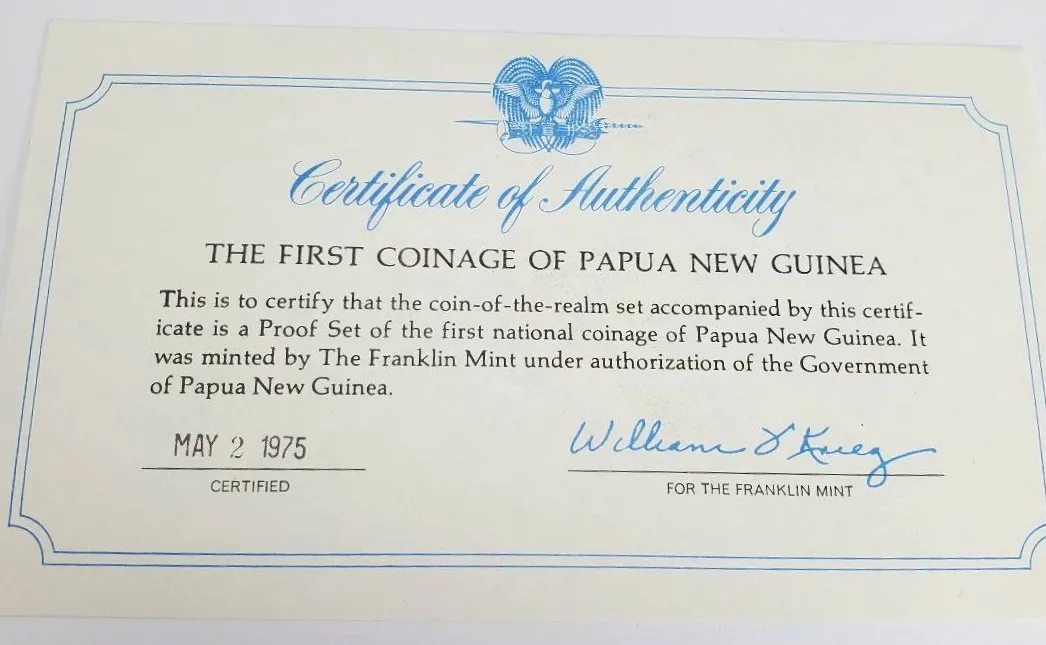 Certificate of Authenticity
THE FIRST COINAGE OF PAPUA NEW GUINEA
This is to certify that the coin-of-the-realm set accompanied by this certif-
icate is a Proof Set of the first national coinage of Papua New Guinea. It
was minted by The Franklin Mint under authorization of the Government
of Papua New Guinea.
MAY 2 1975
William
CERTIFIED
FOR THE FRANKLIN MINT